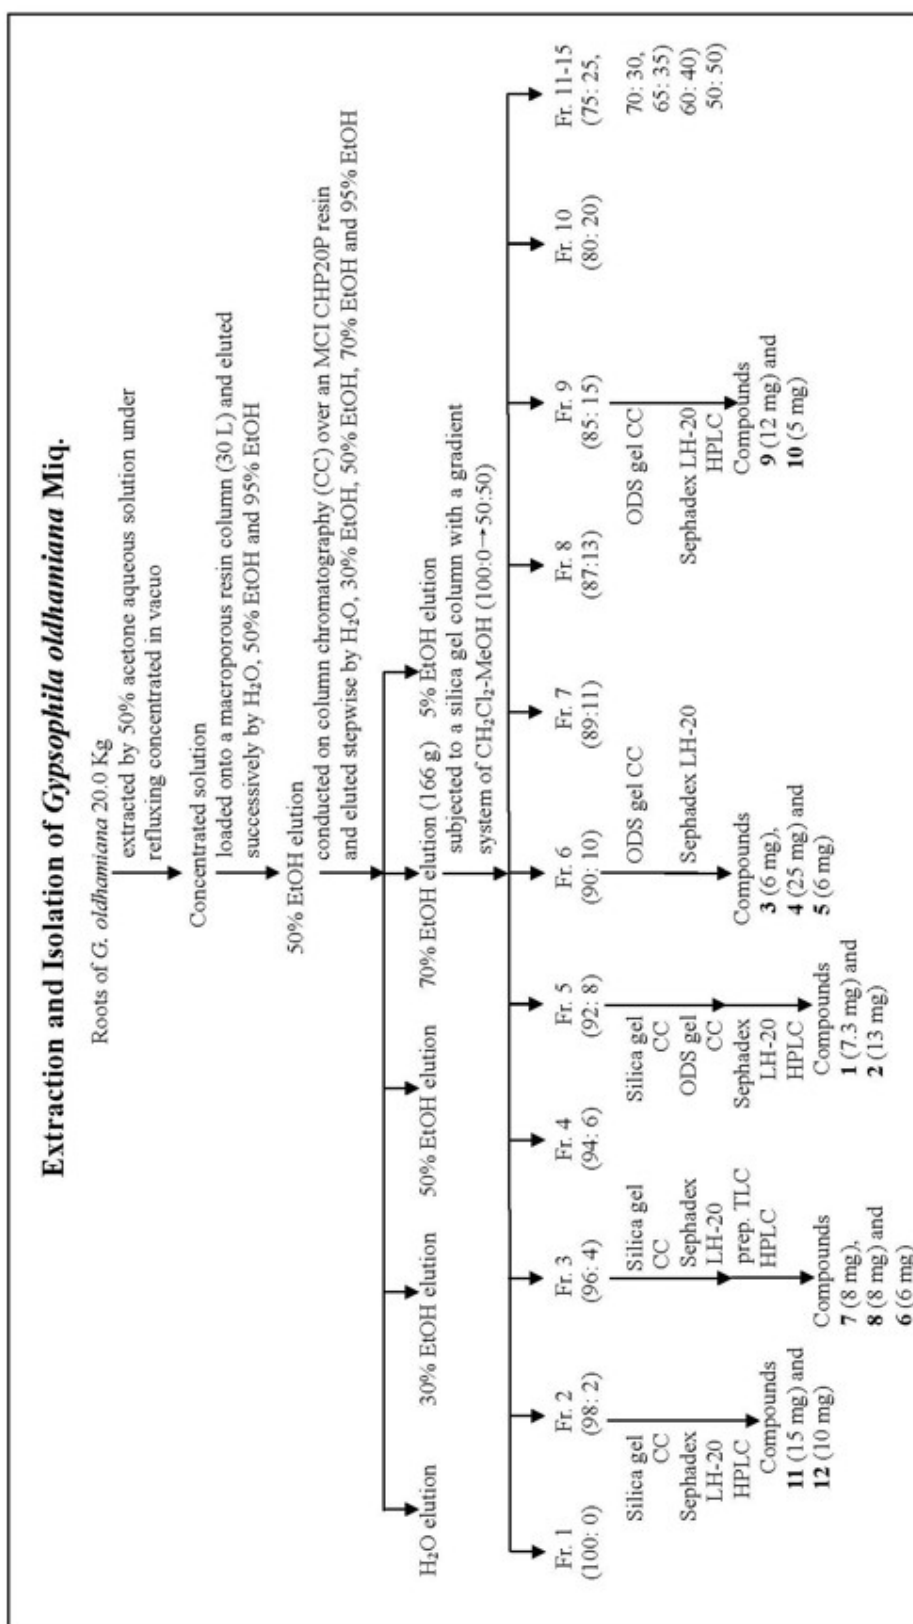 Extraction and Isolation of Gypsophila oldhamiana Miq.
Roots of G. oldhamiana 20.0 Kg
extracted by 50% acetone aqueous solution under
refluxing concentrated in vacuo
Concentrated solution
loaded onto a macroporous resin column (30 L) and eluted
successively by H₂O, 50% EtOH and 95% EtOH
50% EtOH elution
conducted on column chromatography (CC) over an MCI CHP20P resin
and eluted stepwise by H₂O, 30% EtOH, 50% EtOH, 70% EtOH and 95% EtOH
H₂O elution
30% EtOH elution
50% EtOH elution
70% EtOH elution (166 g)
5% EtOH elution
subjected to a silica gel column with a gradient
system of CH₂Cl₂-MeOH (100:0→50:50)
Fr. 1
(100: 0)
Fr. 2
(98: 2)
Silica gel
CC
Sephadex
LH-20
HPLC
Compounds
11 (15 mg) and
12 (10 mg)
Fr. 3
(96: 4)
Silica gel
CC
Sephadex
LH-20
prep. TLC
HPLC
Compounds
7 (8 mg),
8 (8 mg) and
6 (6 mg)
Fr. 4
(94: 6)
Fr. 5
(92: 8)
Silica gel
CC
ODS gel
CC
Sephadex
LH-20
HPLC
Compounds
1 (7.3 mg) and
2 (13 mg)
Fr. 6
(90: 10)
ODS gel CC
Sephadex LH-20
Compounds
3 (6 mg),
4 (25 mg) and
5 (6 mg)
Fr. 7
(89:11)
Fr. 8
(87:13)
Fr. 9
(85: 15)
ODS gel CC
Sephadex LH-20
HPLC
Compounds
9 (12 mg) and
10 (5 mg)
Fr. 10
(80: 20)
Fr. 11-15
(75: 25,
70: 30,
65: 35)
60: 40)
50: 50)